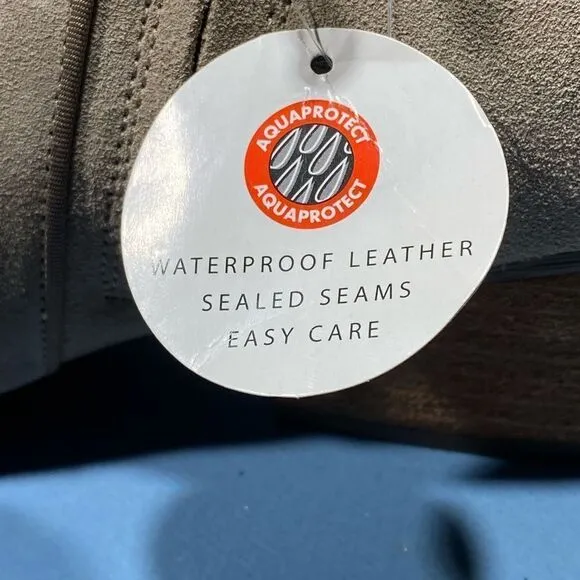 AQUAPROTECT
AQUAPROTECT
WATERPROOF LEATHER
SEALED SEAMS
EASY CARE